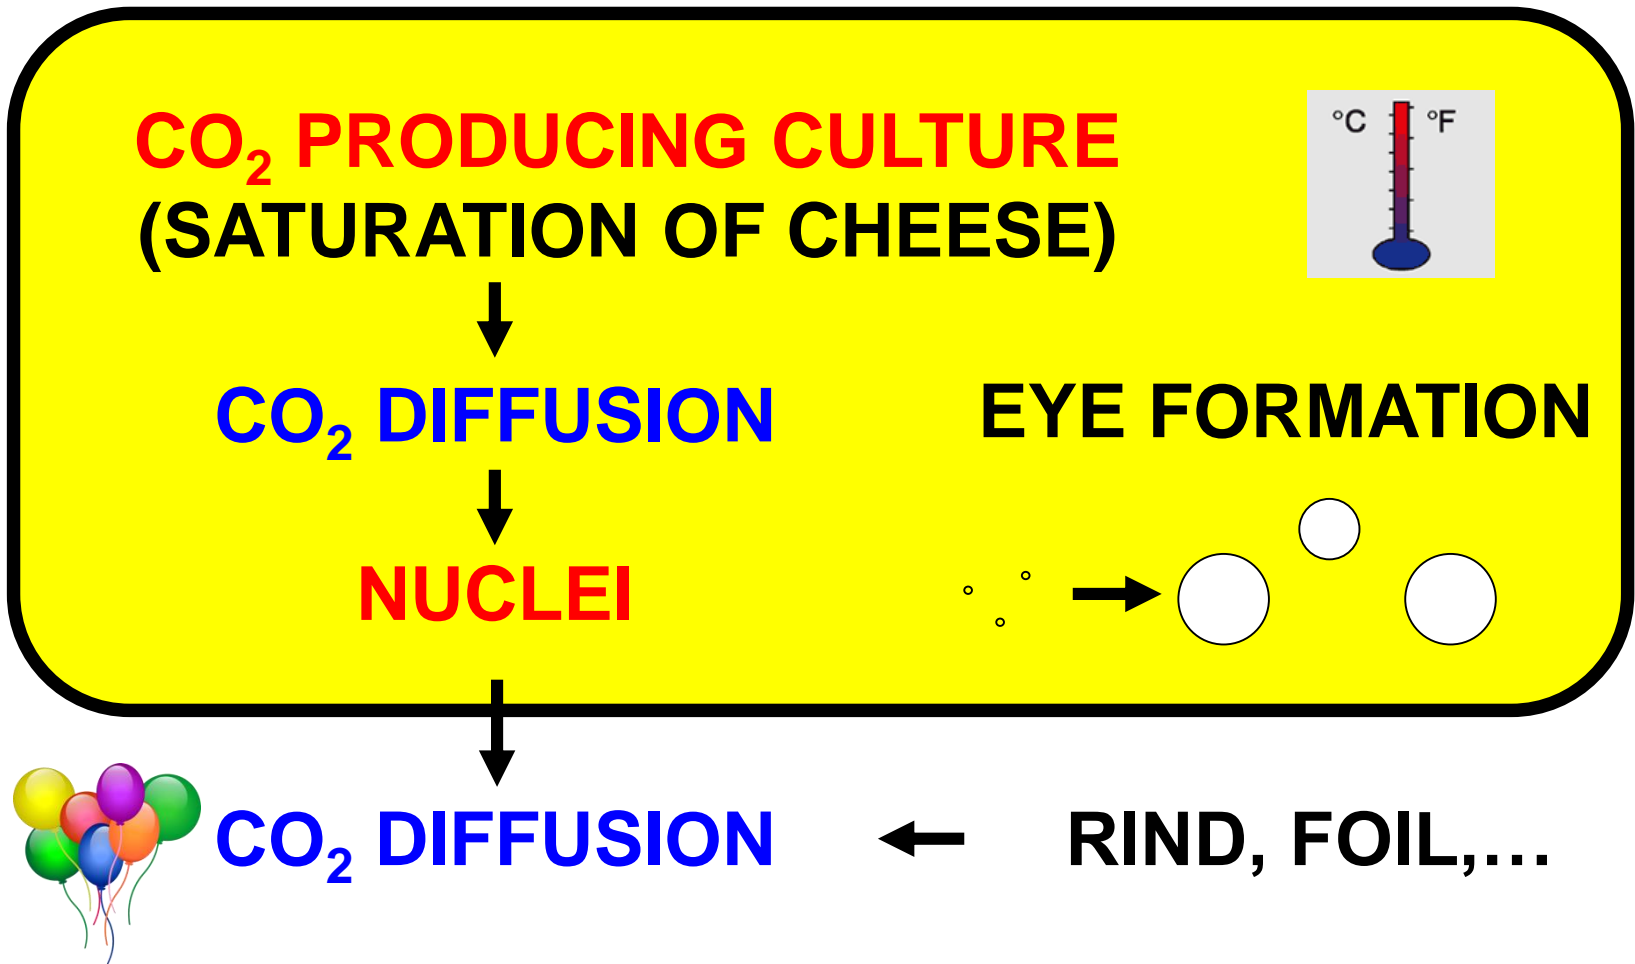 CO₂ PRODUCING CULTURE
(SATURATION OF CHEESE)
°C °F
CO₂ DIFFUSION
EYE FORMATION
NUCLEI
CO₂ DIFFUSION
RIND, FOIL,...